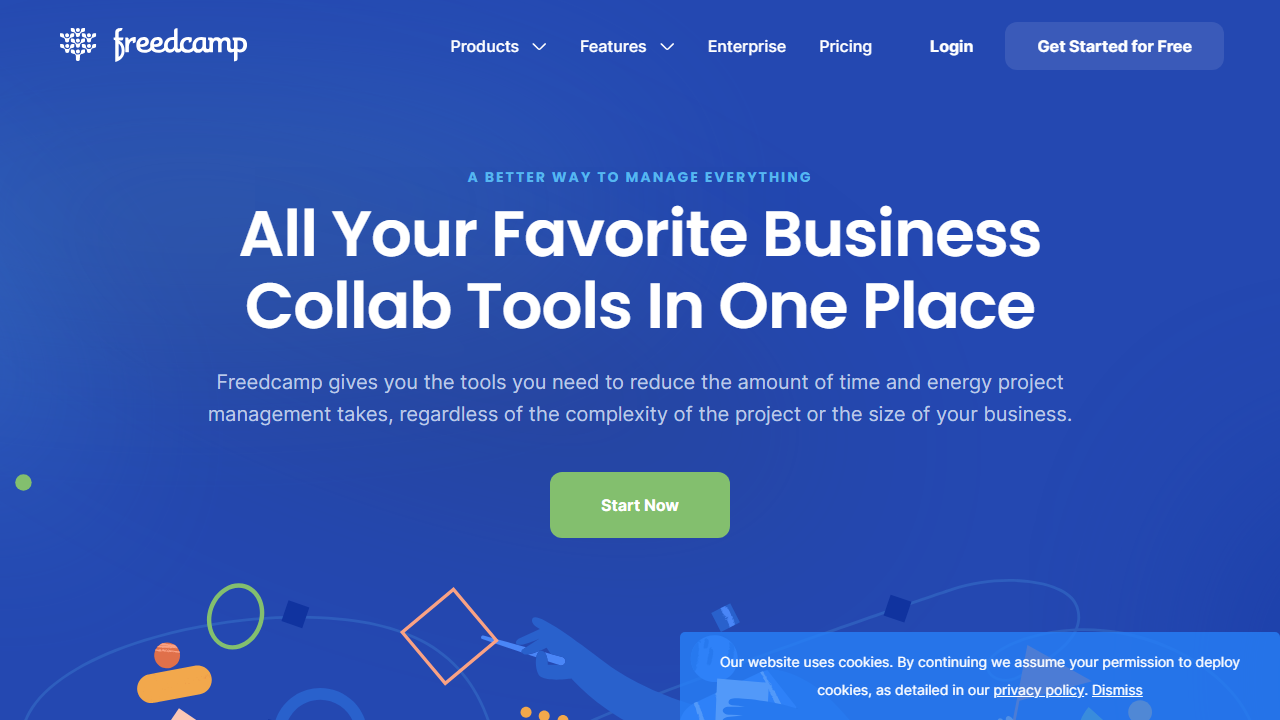 freedcamp
Products Features Enterprise Pricing Login Get Started for Free
A BETTER WAY TO MANAGE EVERYTHING
All Your Favorite Business
Collab Tools In One Place
Freedcamp gives you the tools you need to reduce the amount of time and energy project
management takes, regardless of the complexity of the project or the size of your business.
Start Now
Our website uses cookies. By continuing we assume your permission to deploy
cookies, as detailed in our privacy policy. Dismiss